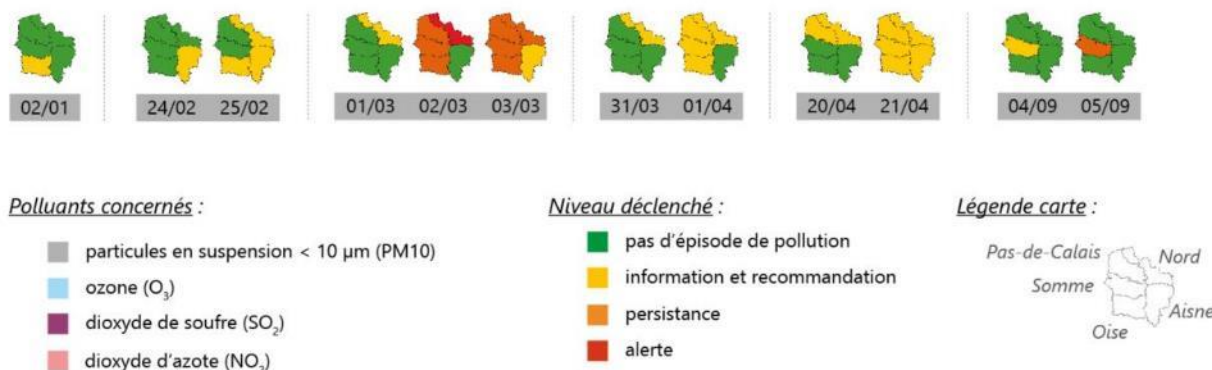 02/01 24/02 25/02 01/03 02/03 03/03 31/03 01/04 20/04 21/04 04/09 05/09
Polluants concernés :
particules en suspension < 10 µm (PM10)
ozone (O₃)
dioxyde de soufre (SO₂)
dioxyde d'azote (NO₂)
Niveau déclenché :
pas d'épisode de pollution
information et recommandation
persistance
alerte
Légende carte :
Pas-de-Calais
Nord
Somme
Aisne
Oise